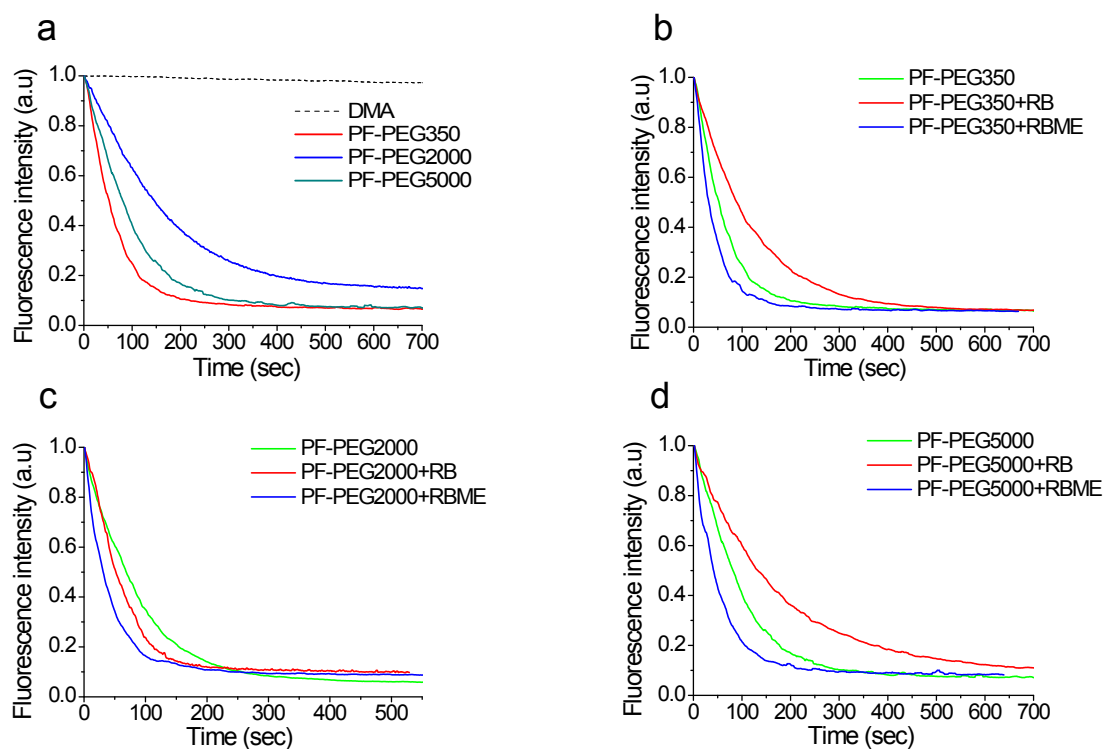 a
Fluorescence intensity (a.u)
1.0
0.8
0.6
0.4
0.2
0.0
DMA
PF-PEG350
PF-PEG2000
PF-PEG5000
0 100 200 300 400 500 600 700
Time (sec)
b
Fluorescence intensity (a.u)
1.0
0.8
0.6
0.4
0.2
0.0
PF-PEG350
PF-PEG350+RB
PF-PEG350+RBME
0 100 200 300 400 500 600 700
Time (sec)
c
Fluorescence intensity (a.u)
1.0
0.8
0.6
0.4
0.2
0.0
PF-PEG2000
PF-PEG2000+RB
PF-PEG2000+RBME
0 100 200 300 400 500
Time (sec)
d
Fluorescence intensity (a.u)
1.0
0.8
0.6
0.4
0.2
0.0
PF-PEG5000
PF-PEG5000+RB
PF-PEG5000+RBME
0 100 200 300 400 500 600 700
Time (sec)